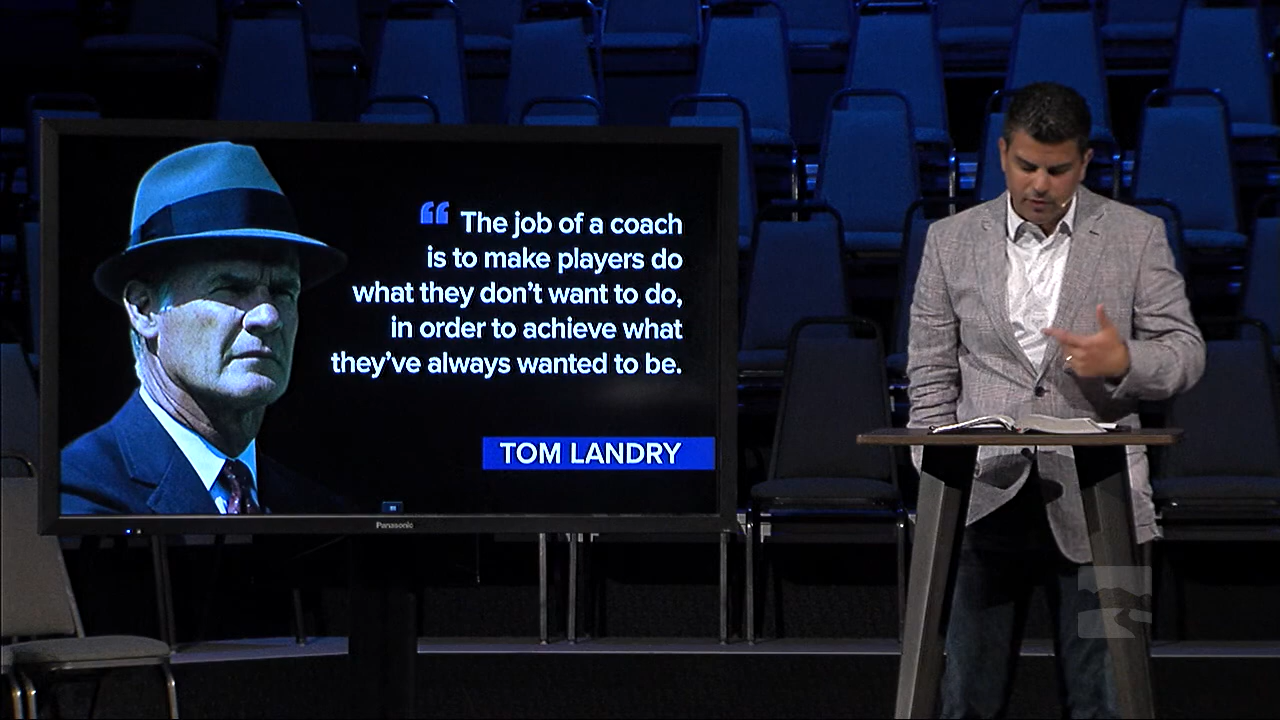 “ The job of a coach
is to make players do
what they don’t want to do,
in order to achieve what
they’ve always wanted to be.
TOM LANDRY
Panasonic